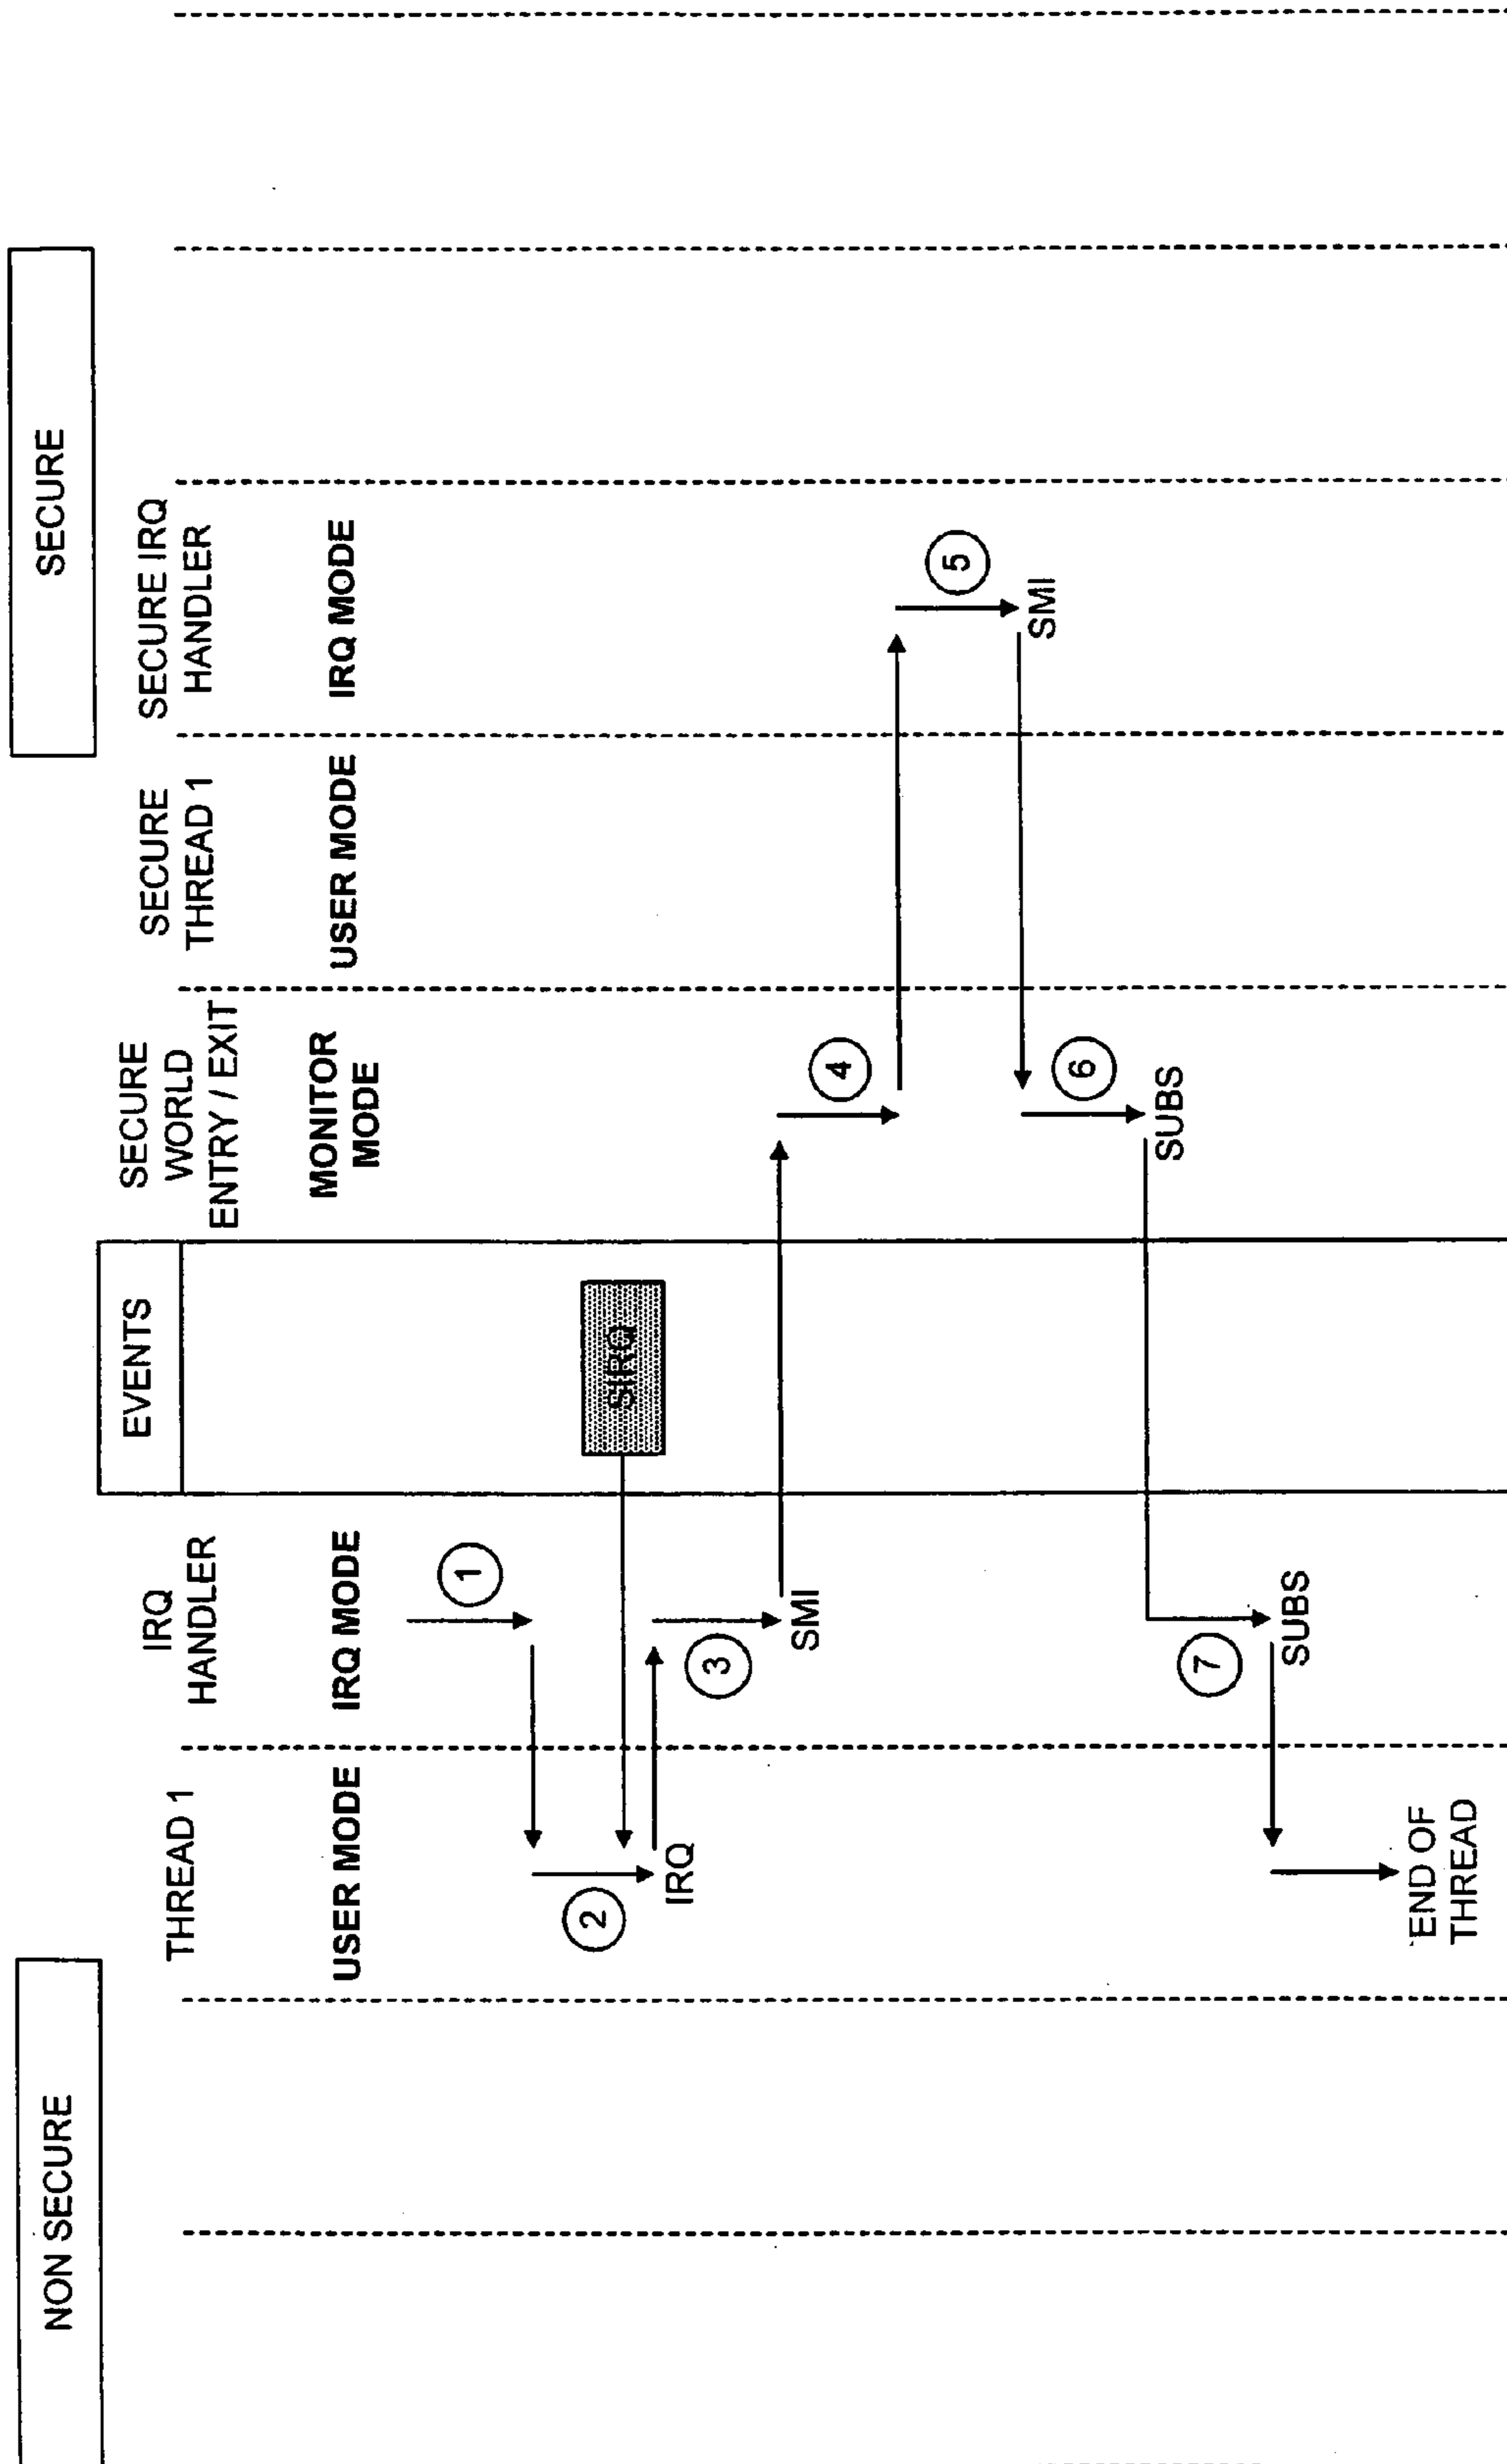 NON SECURE
SECURE
EVENTS
THREAD 1
USER MODE
IRQ
HANDLER
IRQ MODE
SECURE
WORLD
ENTRY / EXIT
MONITOR
MODE
SECURE
THREAD 1
USER MODE
SECURE IRQ
HANDLER
IRQ MODE
1
2
SIRQ
IRQ
3
SMI
4
5
SMI
6
SUBS
7
SUBS
END OF
THREAD